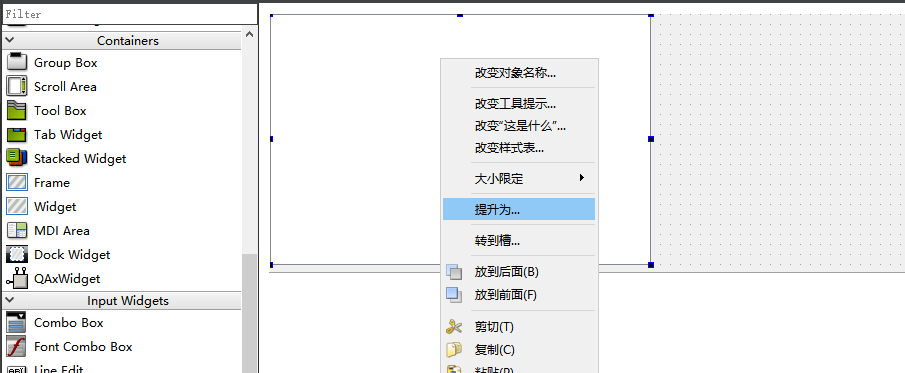 Filter
Containers
Group Box
Scroll Area
Tool Box
Tab Widget
Stacked Widget
Frame
Widget
MDI Area
Dock Widget
QAxWidget
Input Widgets
Combo Box
Font Combo Box
Line Edit
改变对象名称...
改变工具提示...
改变“这是什么”...
改变样式表...
大小限定
提升为...
转到槽...
放到后面(B)
放到前面(F)
剪切(T)
复制(C)
粘贴(P)